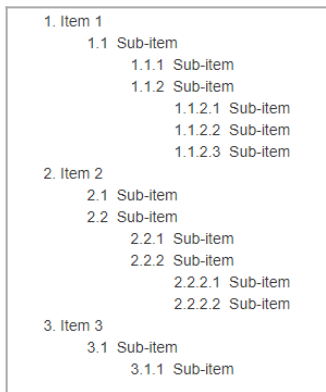 1. Item 1
1.1 Sub-item
1.1.1 Sub-item
1.1.2 Sub-item
1.1.2.1 Sub-item
1.1.2.2 Sub-item
1.1.2.3 Sub-item
2. Item 2
2.1 Sub-item
2.2 Sub-item
2.2.1 Sub-item
2.2.2 Sub-item
2.2.2.1 Sub-item
2.2.2.2 Sub-item
3. Item 3
3.1 Sub-item
3.1.1 Sub-item